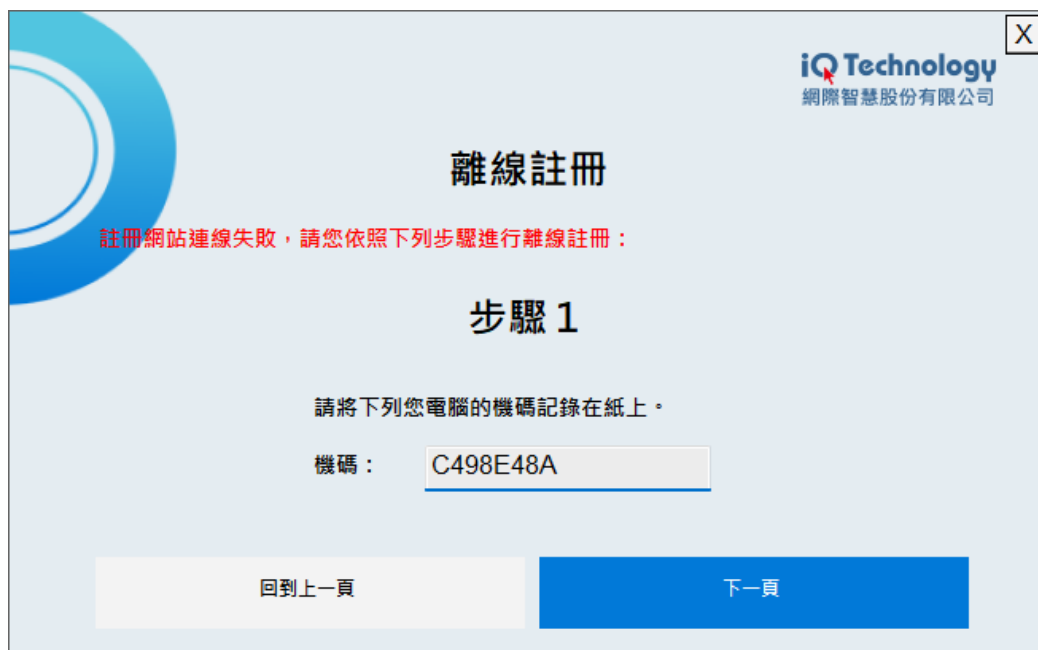 X
iQ Technology
網際智慧股份有限公司
離線註冊
註冊網站連線失敗，請您依照下列步驟進行離線註冊：
步驟 1
請將下列您電腦的機碼記錄在紙上。
機碼： C498E48A
回到上一頁 下一頁